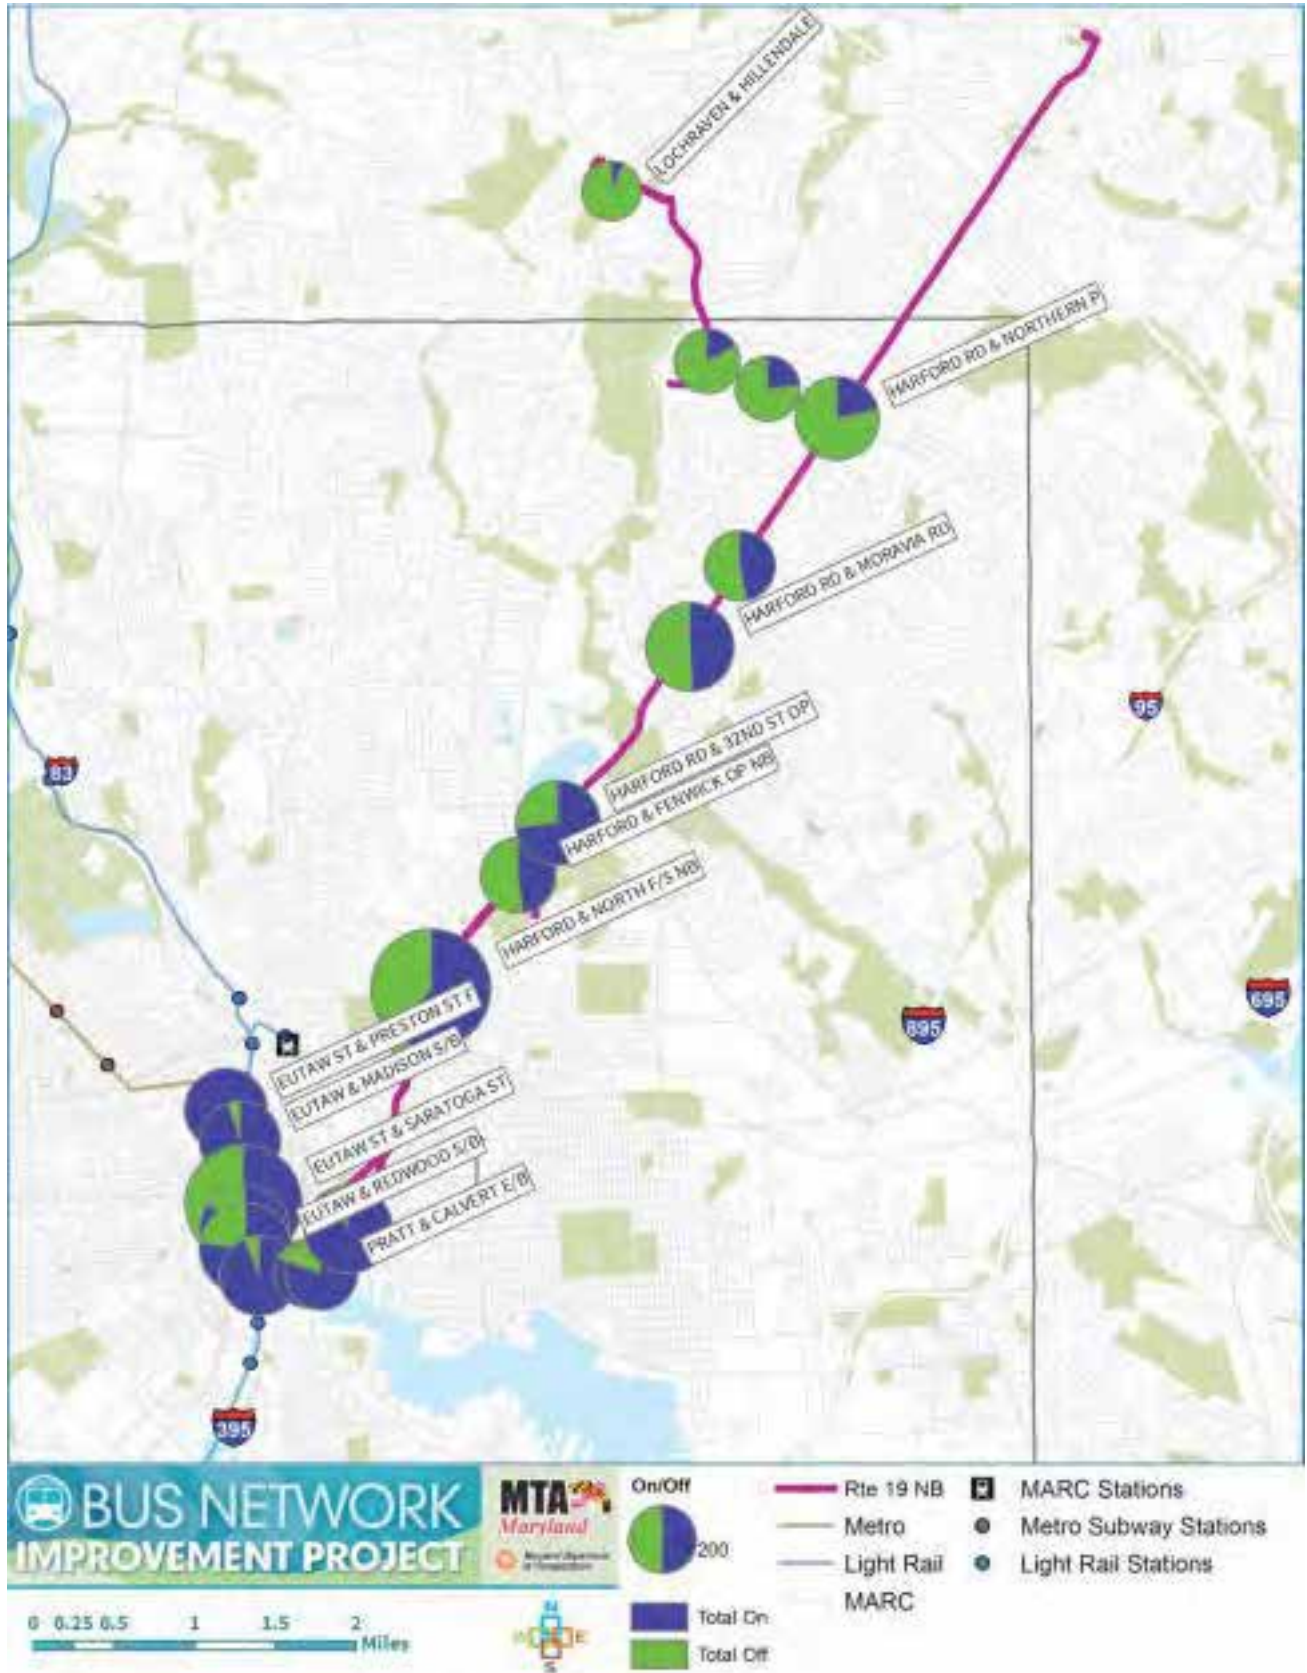 LOCHRAVEN & HILLENDALE
HARFORD RD & NORTHERN P
HARFORD RD & MORAVIA RD
HARFORD RD & 32ND ST OP
HARFORD & FENWICK OP NB
HARFORD & NORTH F/S NB
EUTAW ST & PRESTON ST F
EUTAW & MADISON S/B
EUTAW ST & SARATOGA ST
EUTAW & REDWOOD S/B
PRATT & CALVERT E/B
83
95
695
895
395
BUS NETWORK
IMPROVEMENT PROJECT
MTA
Maryland
On/Off
200
Total On
Total Off
Rte 19 NB
Metro
Light Rail
MARC
MARC Stations
Metro Subway Stations
Light Rail Stations
0 0.25 0.5 1 1.5 2
Miles
N
W E
S